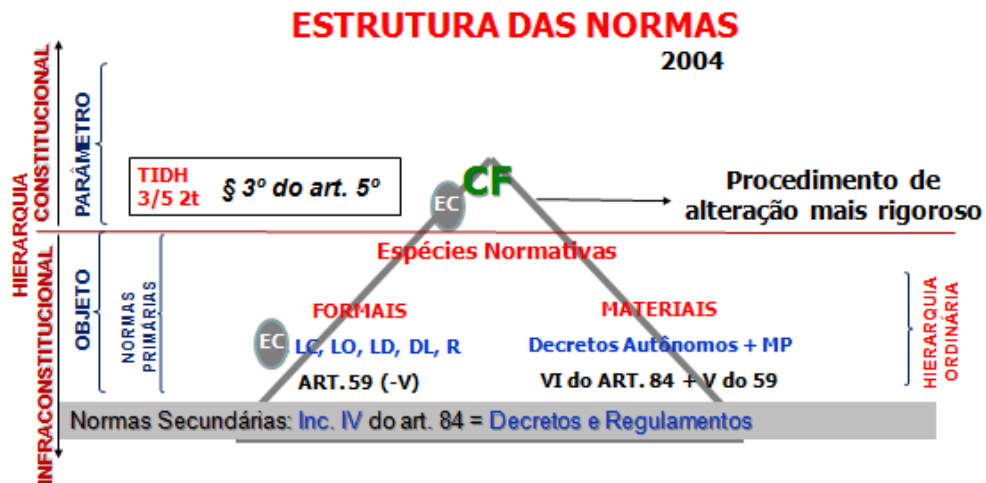 ESTRUTURA DAS NORMAS
2004
HIERARQUIA
CONSTITUCIONAL
PARÂMETRO
TIDH
3/5 2t
§ 3º do art. 5º
EC
CF
Procedimento de
alteração mais rigoroso
INFRACONSTITUCIONAL
OBJETO
NORMAS
PRIMÁRIAS
Espécies Normativas
FORMAIS
EC, LC, LO, LD, DL, R
ART. 59 (-V)
MATERIAIS
Decretos Autônomos + MP
VI do ART. 84 + V do 59
HIERARQUIA
ORDINÁRIA
Normas Secundárias: Inc. IV do art. 84 = Decretos e Regulamentos